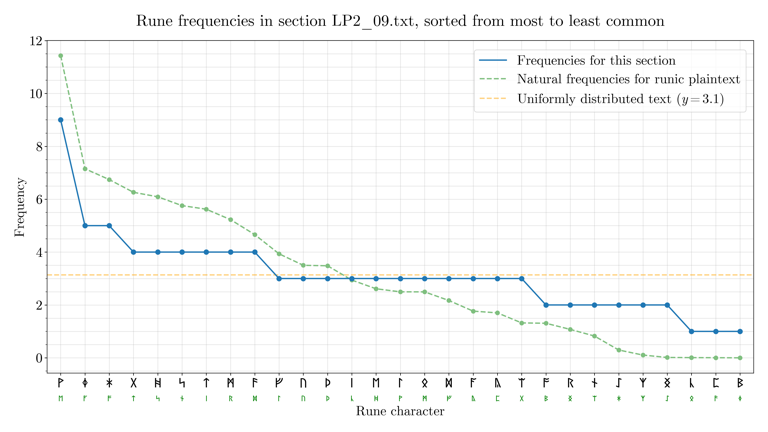 Rune frequencies in section LP2_09.txt, sorted from most to least common
Frequencies for this section
Natural frequencies for runic plaintext
Uniformly distributed text (y = 3.1)
Frequency
12
10
8
6
4
2
0
ᚹ ᛄ ᛡ ᚷ ᚻ ᛋ ᛏ ᛗ ᚠ ᚢ ᚦ ᛁ ᛖ ᛚ ᛟ ᛞ ᚣ ᛠ ᚱ ᚾ ᛇ ᛉ ᛝ ᚳ ᛈ ᛒ
Rune character